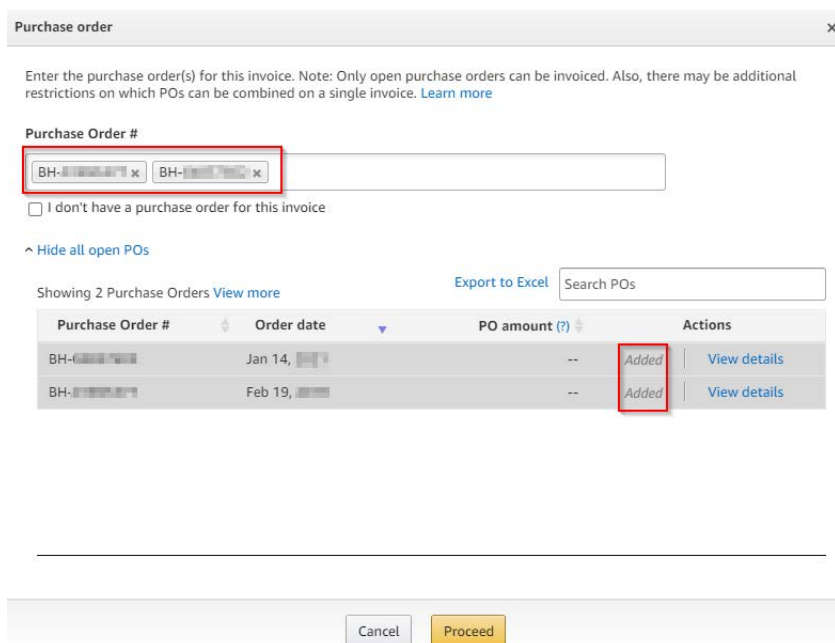 Purchase order ×
Enter the purchase order(s) for this invoice. Note: Only open purchase orders can be invoiced. Also, there may be additional
restrictions on which POs can be combined on a single invoice. Learn more
Purchase Order #
BH- × BH- ×
I don't have a purchase order for this invoice
^ Hide all open POs
Showing 2 Purchase Orders View more Export to Excel Search POs
Purchase Order # Order date PO amount (?) Actions
BH- Jan 14, -- Added View details
BH- Feb 19, -- Added View details
Cancel Proceed